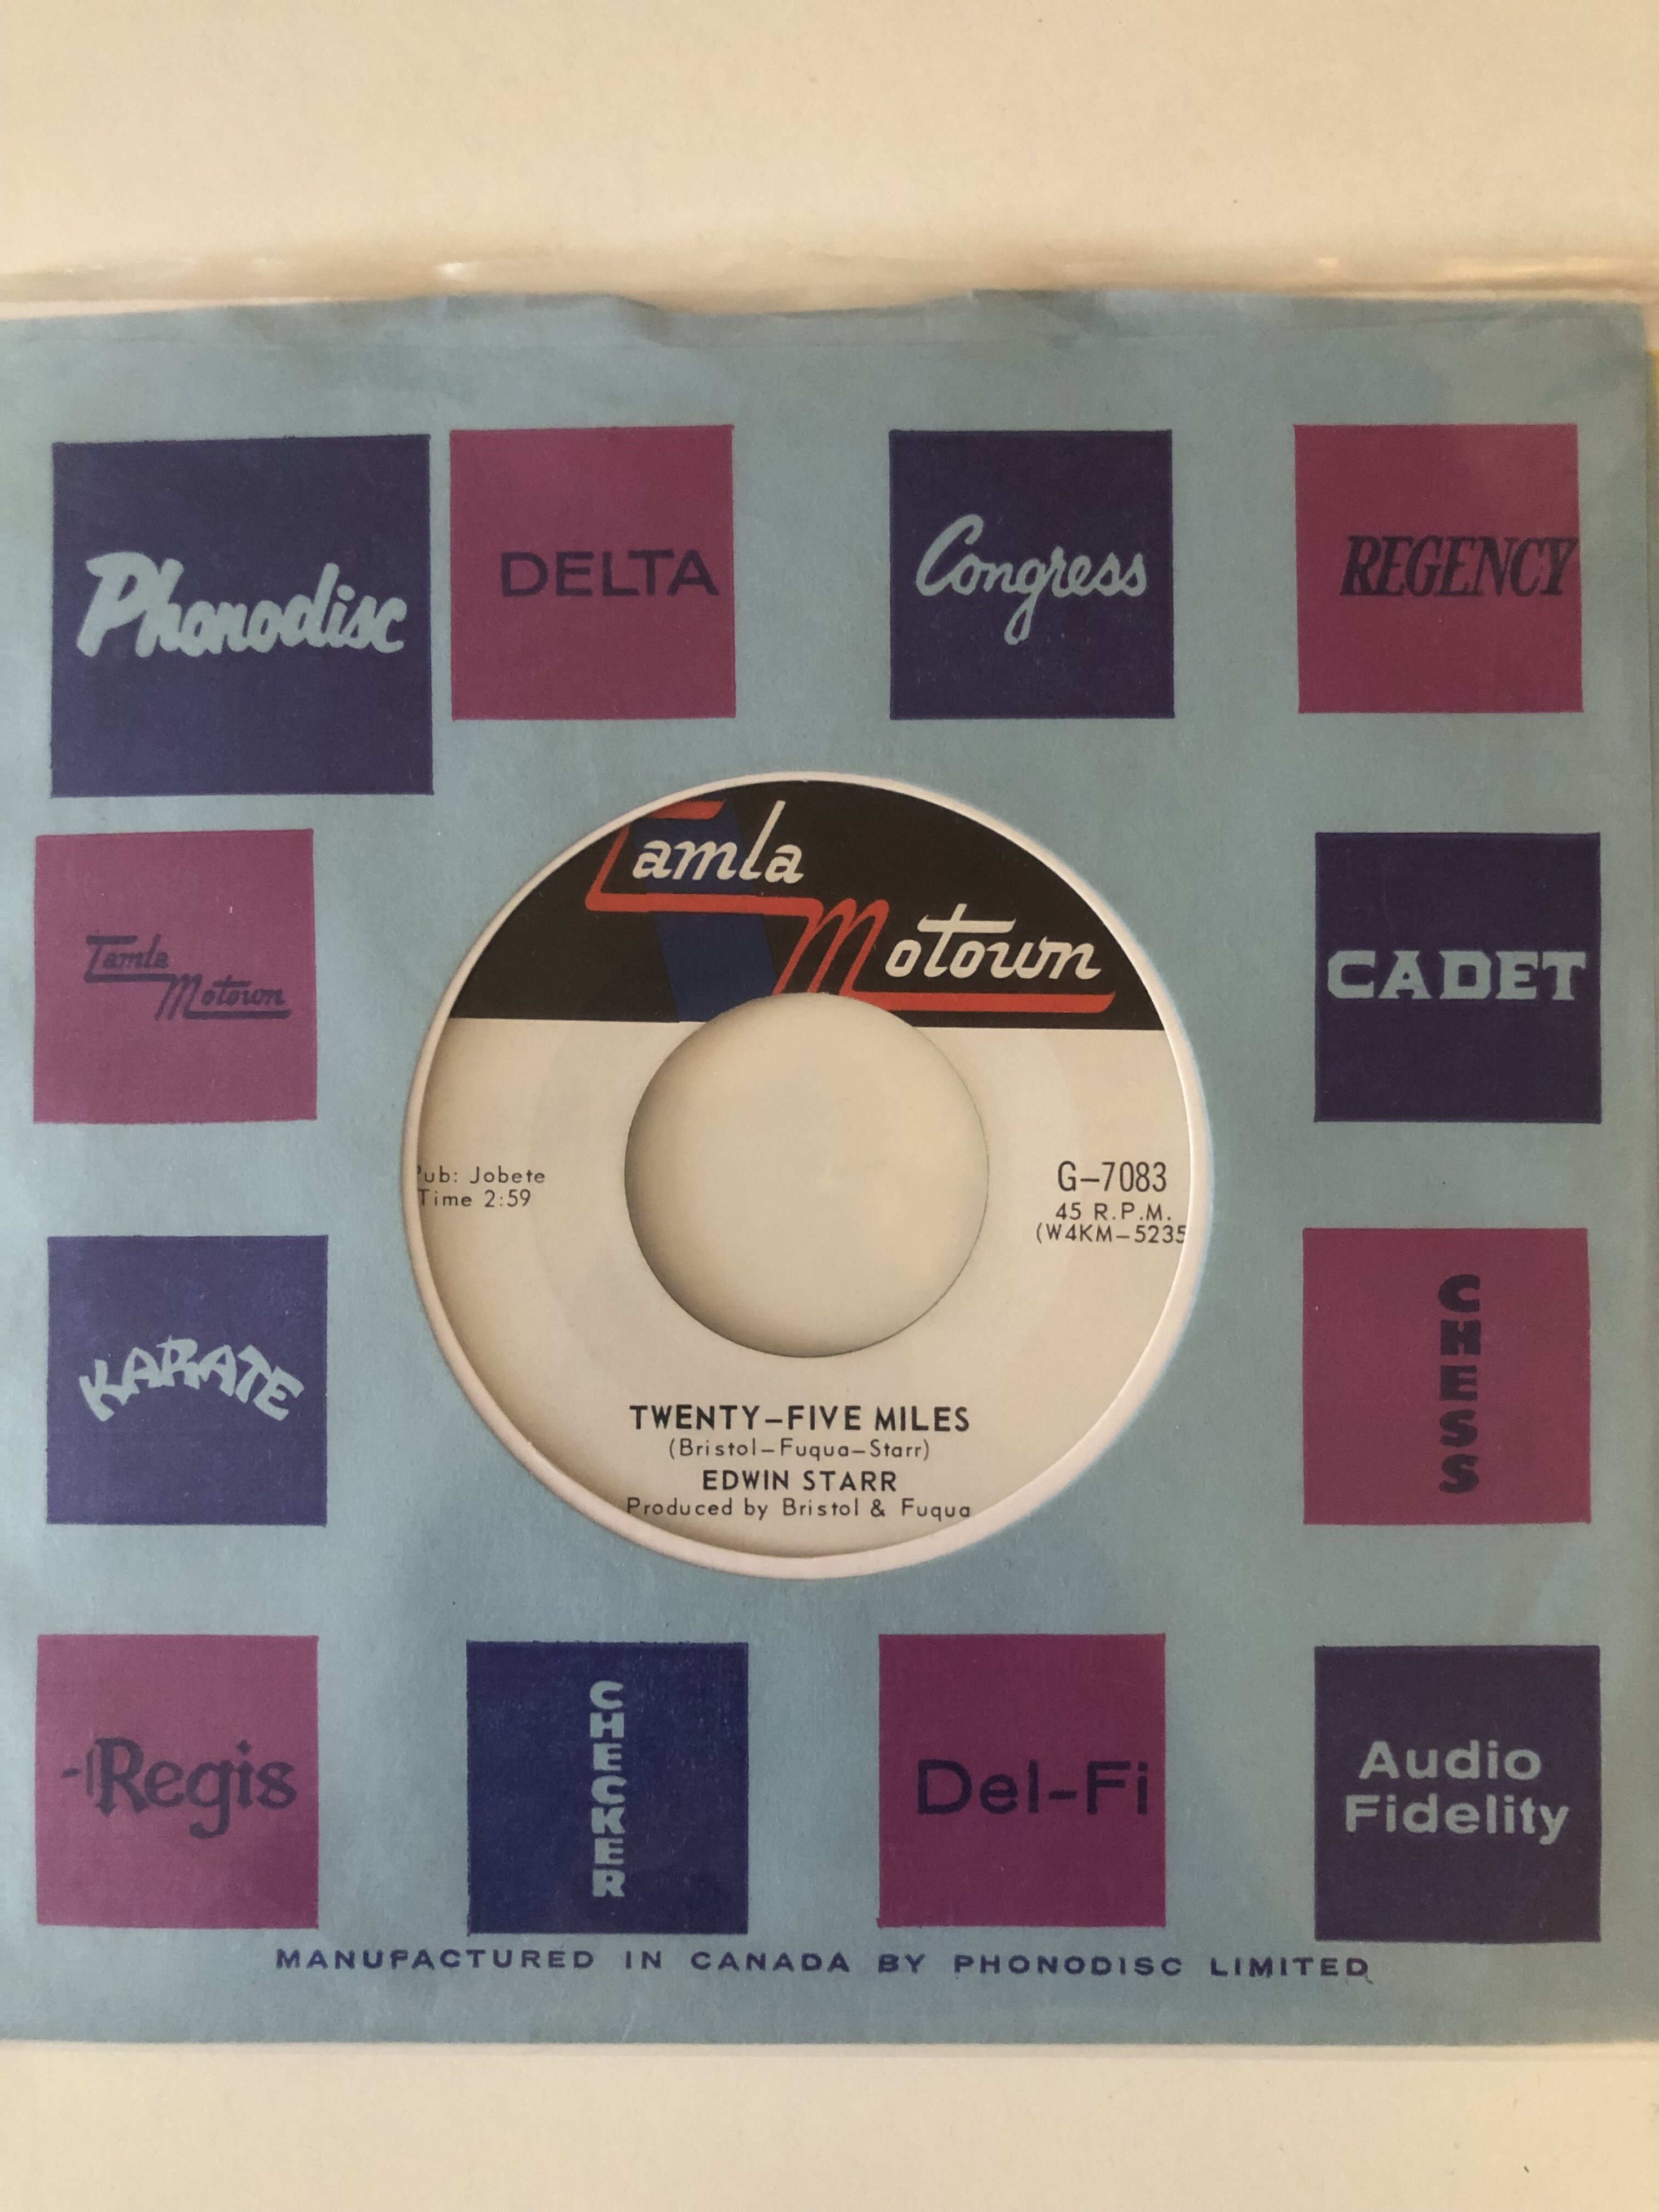 Phonodisc
DELTA
Congress
REGENCY
Tamla
Motown
CADET
KARATE
CHESS
Tamla
Motown
Pub: Jobete
Time 2:59
G-7083
45 R.P.M.
(W4KM-5235
TWENTY-FIVE MILES
(Bristol-Fuqua-Starr)
EDWIN STARR
Produced by Bristol & Fuqua
Regis
CHECKER
Del-Fi
Audio
Fidelity
MANUFACTURED IN CANADA BY PHONODISC LIMITED